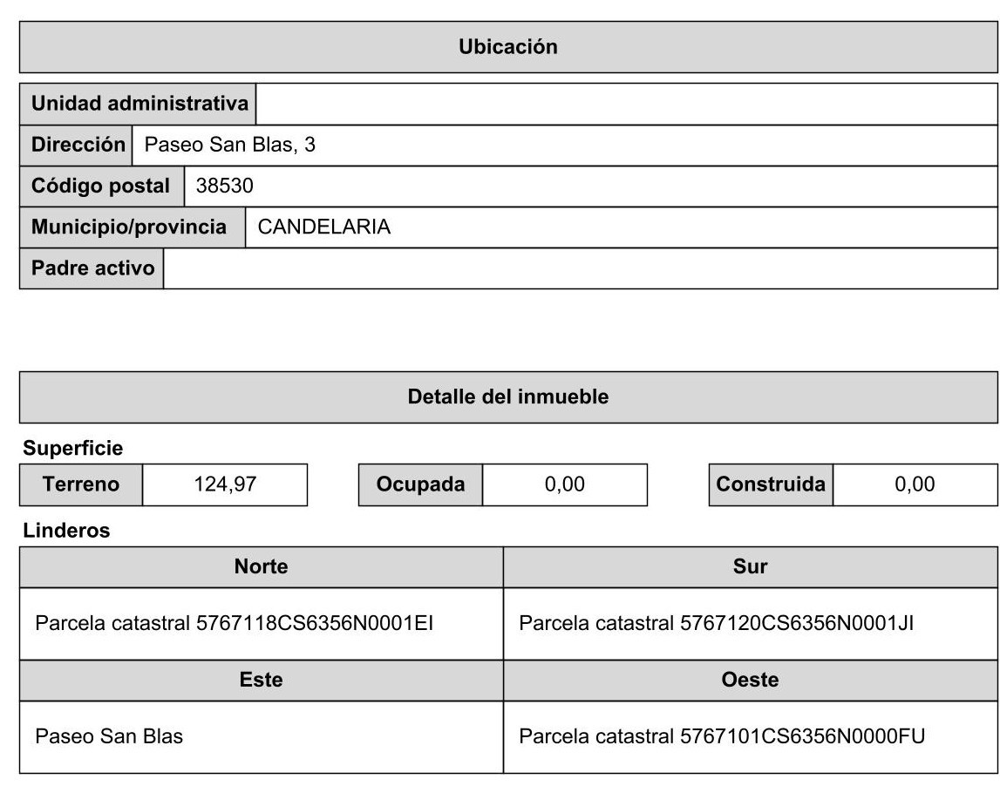 Ubicación
Unidad administrativa
Dirección Paseo San Blas, 3
Código postal 38530
Municipio/provincia CANDELARIA
Padre activo
Detalle del inmueble
Superficie
Terreno 124,97 Ocupada 0,00 Construida 0,00
Linderos
Norte Sur
Parcela catastral 5767118CS6356N0001EI Parcela catastral 5767120CS6356N0001JI
Este Oeste
Paseo San Blas Parcela catastral 5767101CS6356N0000FU